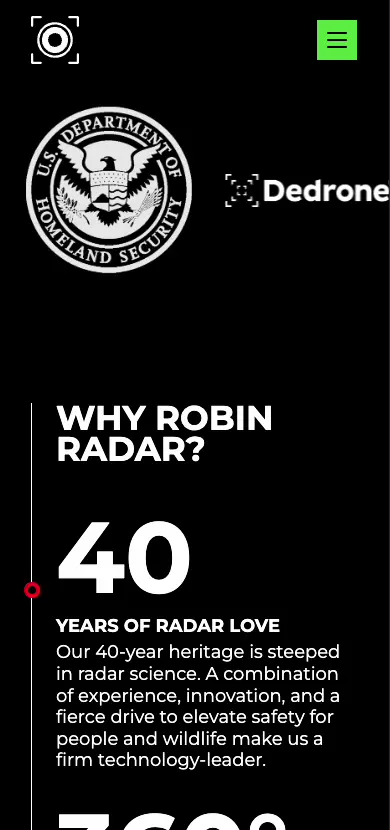 U.S. DEPARTMENT OF
HOMELAND SECURITY
Dedrone
WHY ROBIN
RADAR?
40
YEARS OF RADAR LOVE
Our 40-year heritage is steeped
in radar science. A combination
of experience, innovation, and a
fierce drive to elevate safety for
people and wildlife make us a
firm technology-leader.
360°